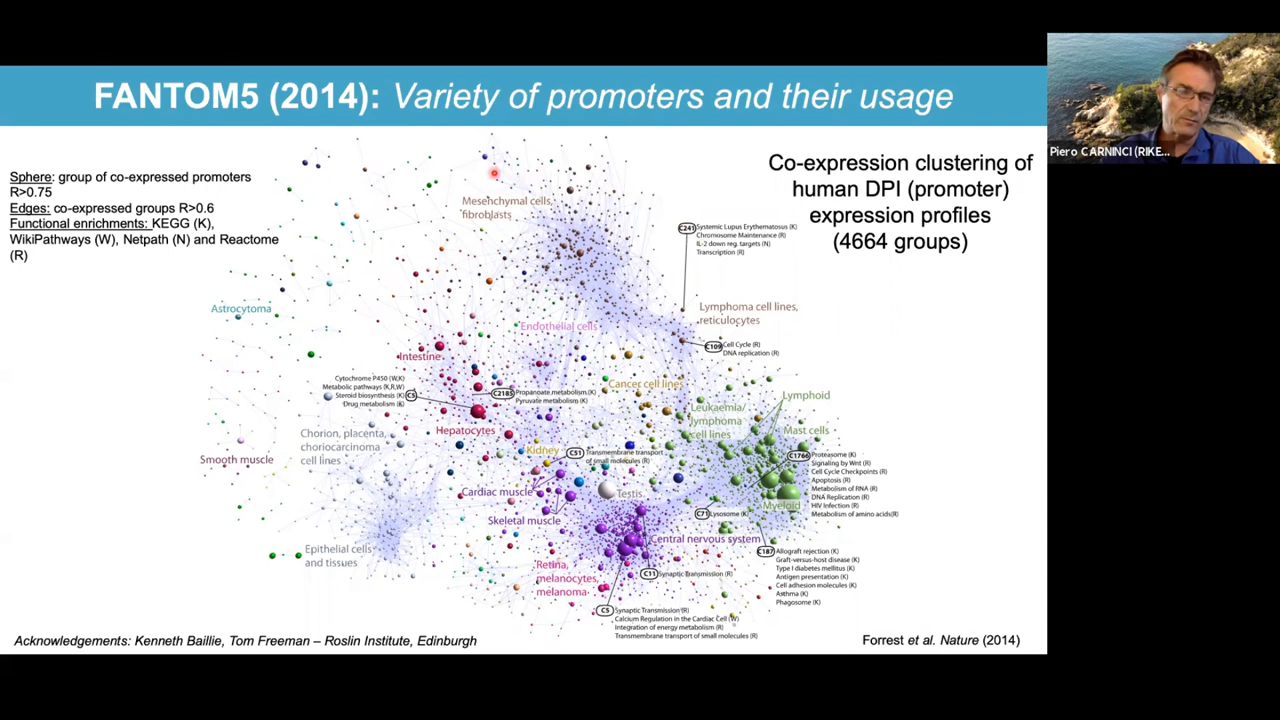 FANTOM5 (2014): Variety of promoters and their usage
Piero CARNINCI (RIKE...
Sphere: group of co-expressed promoters
R>0.75
Edges: co-expressed groups R>0.6
Functional enrichments: KEGG (K),
WikiPathways (W), Netpath (N) and Reactome
(R)
Co-expression clustering of
human DPI (promoter)
expression profiles
(4664 groups)
Mesenchymal cells,
fibroblasts
C241
Systemic Lupus Erythematosus (K)
Chromosome Maintenance (R)
IL-2 down reg. targets (N)
Transcription (R)
Astrocytoma
Lymphoma cell lines,
reticulocytes
Endothelial cells
C109
Cell Cycle (R)
DNA replication (R)
Intestine
Cytochrome P450 (W,K)
Metabolic pathways (K,R,W)
Steroid biosynthesis (K)
Drug metabolism (K)
C5
C2185
Propanoate metabolism (K)
Pyruvate metabolism (K)
Cancer cell lines
Leukaemia/
lymphoma
cell lines
Lymphoid
Mast cells
Hepatocytes
Chorion, placenta,
choriocarcinoma
cell lines
Kidney
C51
Transmembrane transport
of small molecules (R)
Smooth muscle
C1766
Proteasome (K)
Signaling by Wnt (R)
Cell Cycle Checkpoints (R)
Apoptosis (R)
Metabolism of RNA (R)
DNA Replication (R)
HIV Infection (R)
Metabolism of amino acids(R)
Cardiac muscle
Testis
Myeloid
C71
Lysosome (K)
Skeletal muscle
Central nervous system
Epithelial cells
and tissues
C187
Allograft rejection (K)
Graft-versus-host disease (K)
Type I diabetes mellitus (K)
Antigen presentation (K)
Cell adhesion molecules (K)
Asthma (K)
Phagosome (K)
Retina,
melanocytes,
melanoma
C11
Synaptic Transmission (R)
C5
Synaptic Transmission (R)
Calcium Regulation in the Cardiac Cell (W)
Integration of energy metabolism (R)
Transmembrane transport of small molecules (R)
Acknowledgements: Kenneth Baillie, Tom Freeman – Roslin Institute, Edinburgh
Forrest et al. Nature (2014)